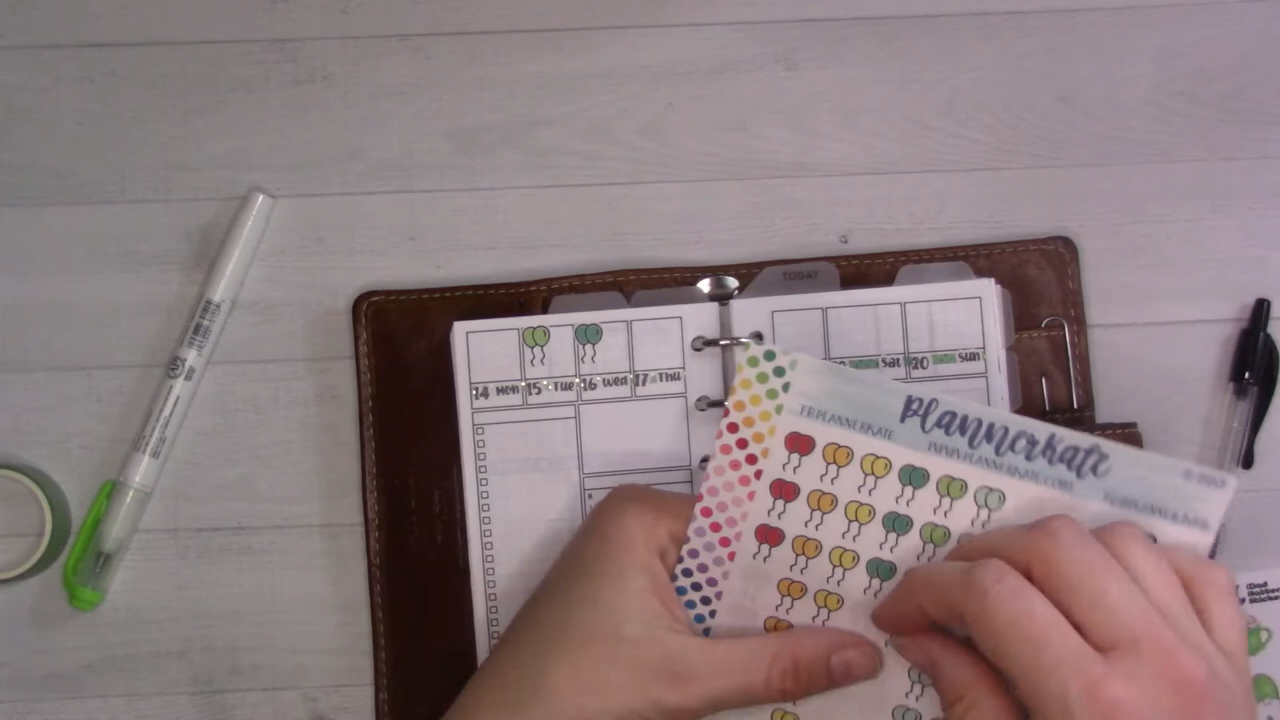 TODAY
14 Mon 15 Tue 16 Wed 17 Thu
Sat 20 Sun
plannerkate
FB:PLANNERKATE
WWW.PLANNERKATE.COM